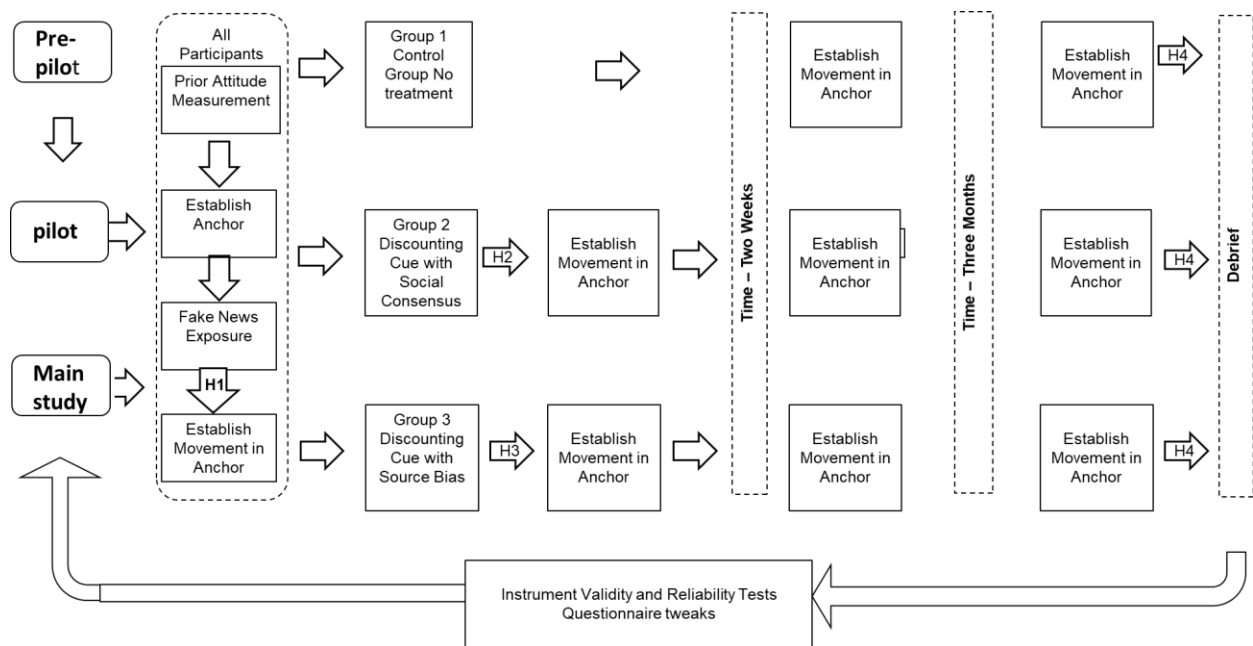 Pre-
pilot
pilot
Main
study
All
Participants
Prior Attitude
Measurement
Establish
Anchor
Fake News
Exposure
H1
Establish
Movement in
Anchor
Group 1
Control
Group No
treatment
Group 2
Discounting
Cue with
Social
Consensus
H2
Establish
Movement in
Anchor
Group 3
Discounting
Cue with
Source Bias
H3
Establish
Movement in
Anchor
Time – Two Weeks
Establish
Movement in
Anchor
Establish
Movement in
Anchor
Establish
Movement in
Anchor
Time – Three Months
Establish
Movement in
Anchor
H4
Establish
Movement in
Anchor
H4
Establish
Movement in
Anchor
H4
Debrief
Instrument Validity and Reliability Tests
Questionnaire tweaks